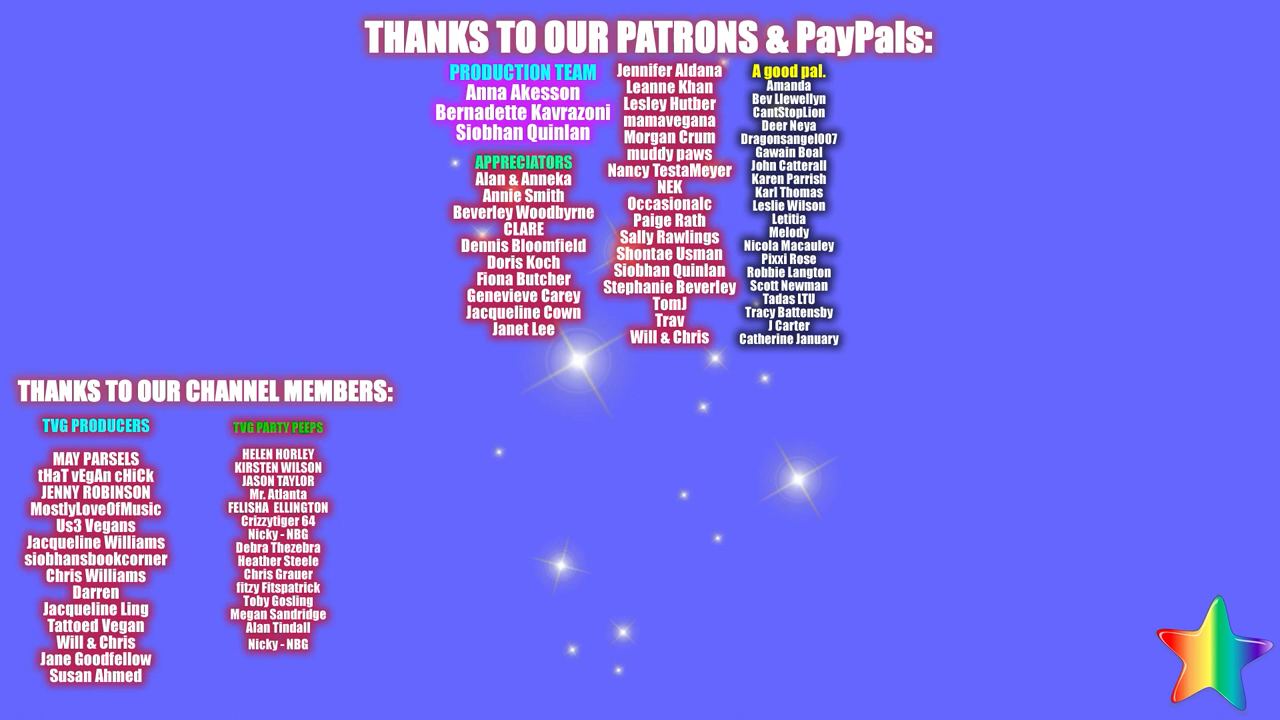 THANKS TO OUR PATRONS & PayPals:
PRODUCTION TEAM
Anna Akesson
Bernadette Kavrazoni
Siobhan Quinlan
APPRECIATORS
Alan & Anneka
Annie Smith
Beverley Woodbyrne
CLARE
Dennis Bloomfield
Doris Koch
Fiona Butcher
Genevieve Carey
Jacqueline Cown
Janet Lee
Jennifer Aldana
Leanne Khan
Lesley Hutber
mamavegana
Morgan Crum
muddy paws
Nancy TestaMeyer
NEK
Occasionalc
Paige Rath
Sally Rawlings
Shontae Usman
Siobhan Quinlan
Stephanie Beverley
TomJ
Trav
Will & Chris
A good pal.
Amanda
Bev Llewellyn
CantStopLion
Deer Neya
Dragonsangel007
Gawain Boal
John Catterall
Karen Parrish
Karl Thomas
Leslie Wilson
Letitia
Melody
Nicola Macauley
Pixxi Rose
Robbie Langton
Scott Newman
Tadas LTU
Tracy Battensby
J Carter
Catherine January
THANKS TO OUR CHANNEL MEMBERS:
TVG PRODUCERS
MAY PARSELS
tHaT vEgAn cHiCk
JENNY ROBINSON
MostlyLoveOfMusic
Us3 Vegans
Jacqueline Williams
siobhansbookcorner
Chris Williams
Darren
Jacqueline Ling
Tattoed Vegan
Will & Chris
Jane Goodfellow
Susan Ahmed
TVG PARTY PEEPS
HELEN HORLEY
KIRSTEN WILSON
JASON TAYLOR
Mr. Atlanta
FELISHA ELLINGTON
Crizzytiger 64
Nicky - NBG
Debra Thezebra
Heather Steele
Chris Grauer
fitzy Fitspatrick
Toby Gosling
Megan Sandridge
Alan Tindall
Nicky - NBG